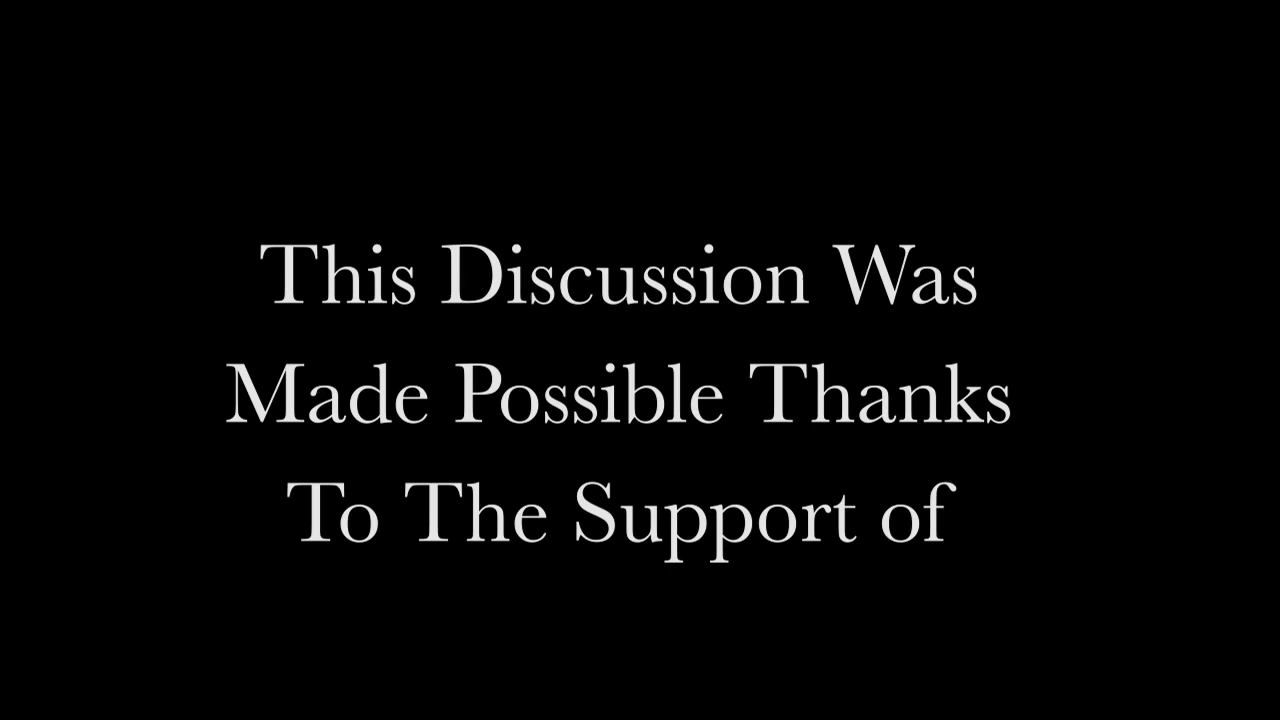 This Discussion Was
Made Possible Thanks
To The Support of